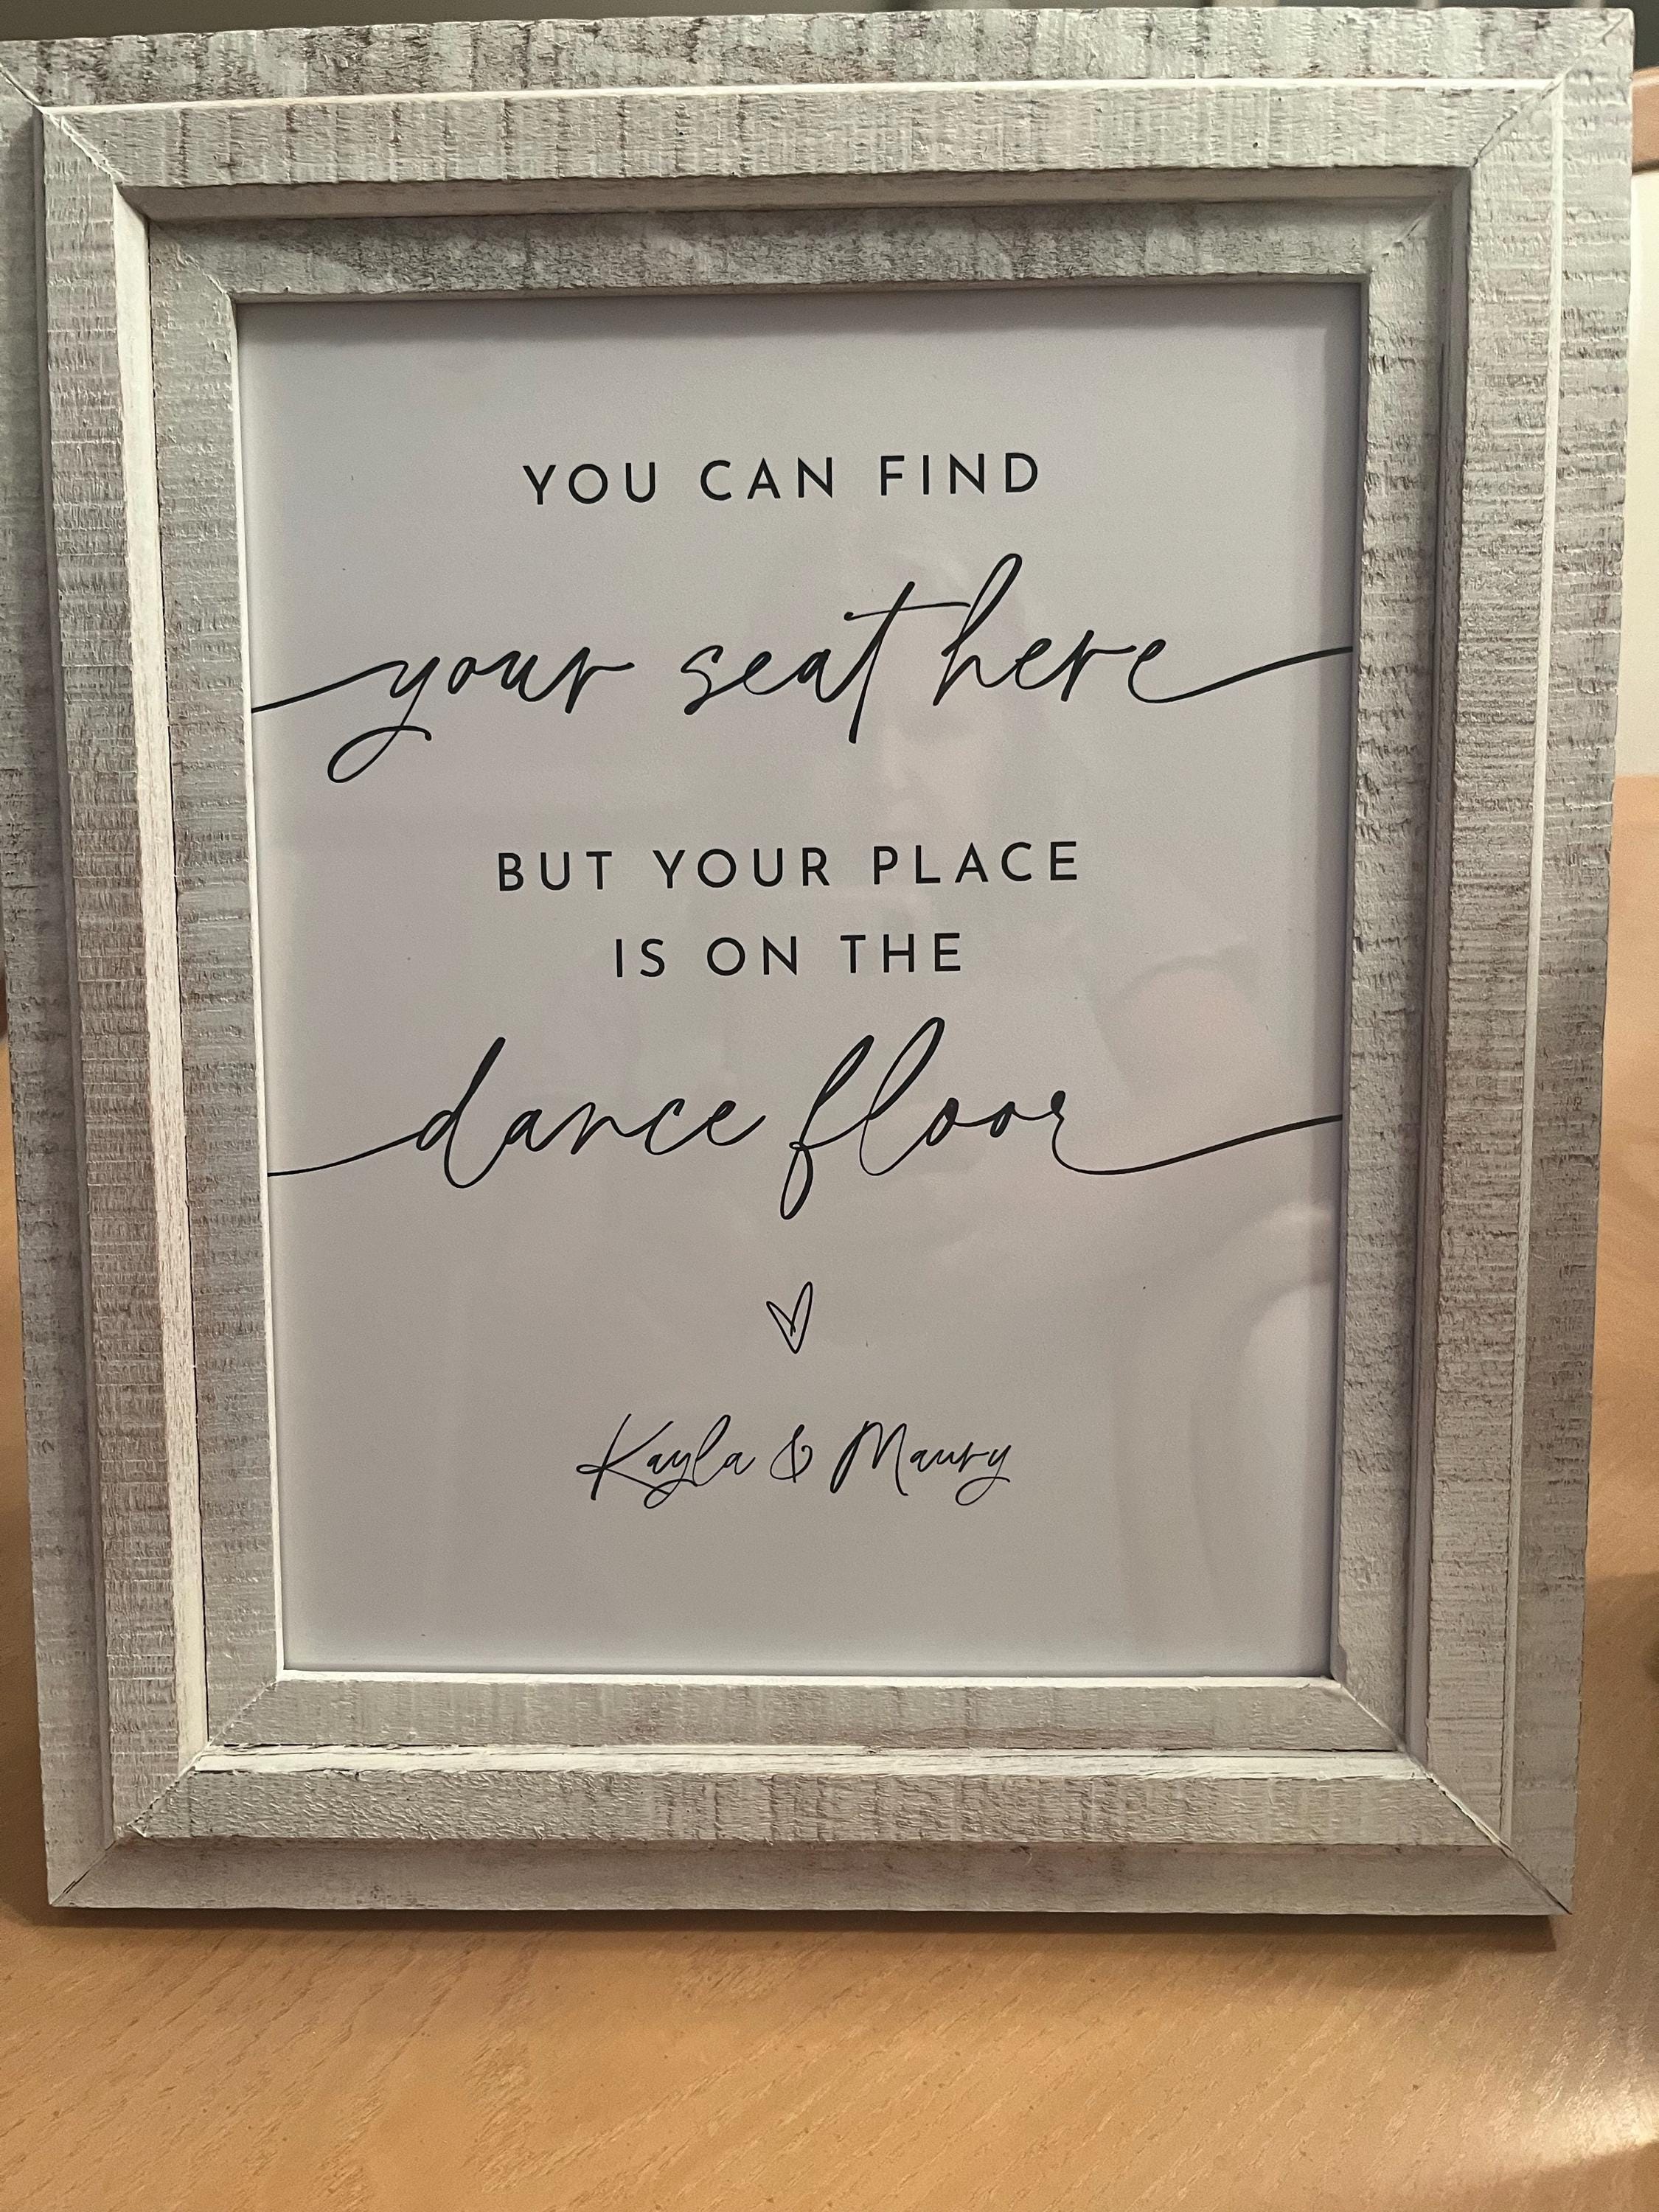 YOU CAN FIND
your seat here
BUT YOUR PLACE
IS ON THE
dance floor
Kayla & Maury